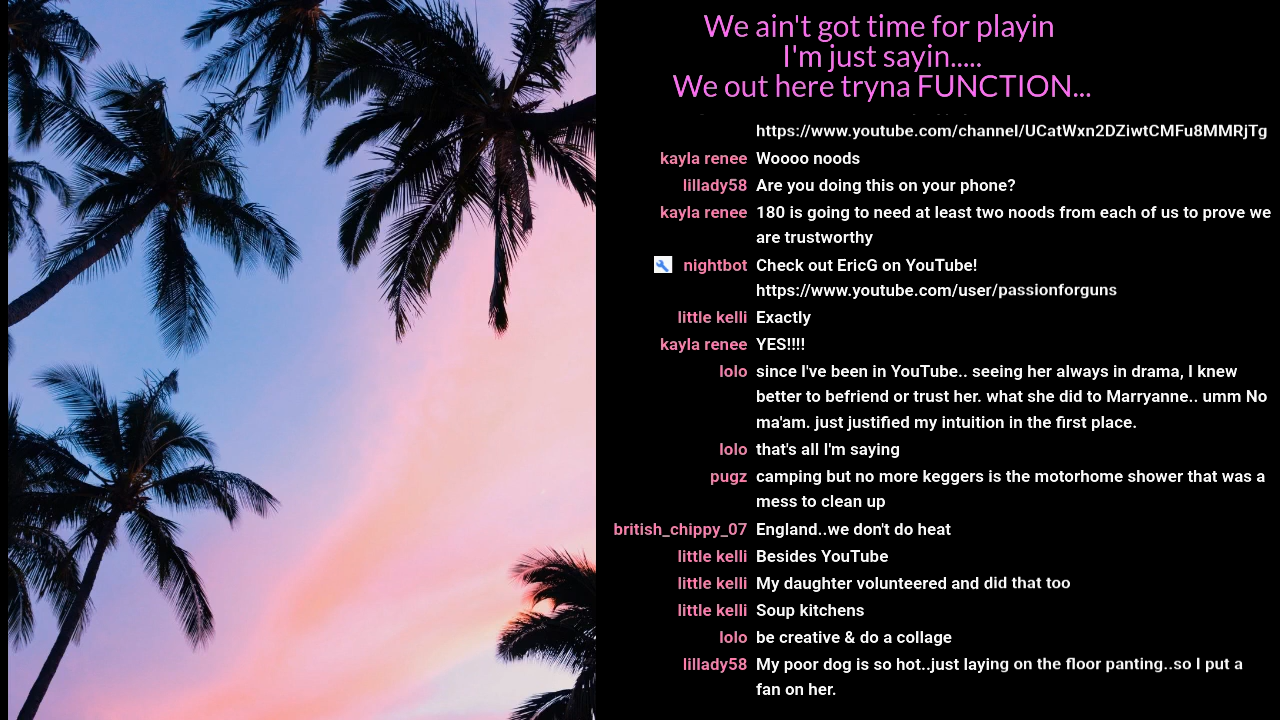 We ain't got time for playin
I'm just sayin.....
We out here tryna FUNCTION...
https://www.youtube.com/channel/UCatWxn2DZiwtCMFu8MMRjTg
kayla renee Woooo noods
lillady58 Are you doing this on your phone?
kayla renee 180 is going to need at least two noods from each of us to prove we
are trustworthy
nightbot Check out EricG on YouTube!
https://www.youtube.com/user/passionforguns
little kelli Exactly
kayla renee YES!!!!
lolo since I've been in YouTube.. seeing her always in drama, I knew
better to befriend or trust her. what she did to Marryanne.. umm No
ma'am. just justified my intuition in the first place.
lolo that's all I'm saying
pugz camping but no more keggers is the motorhome shower that was a
mess to clean up
british_chippy_07 England..we don't do heat
little kelli Besides YouTube
little kelli My daughter volunteered and did that too
little kelli Soup kitchens
lolo be creative & do a collage
lillady58 My poor dog is so hot..just laying on the floor panting..so I put a
fan on her.